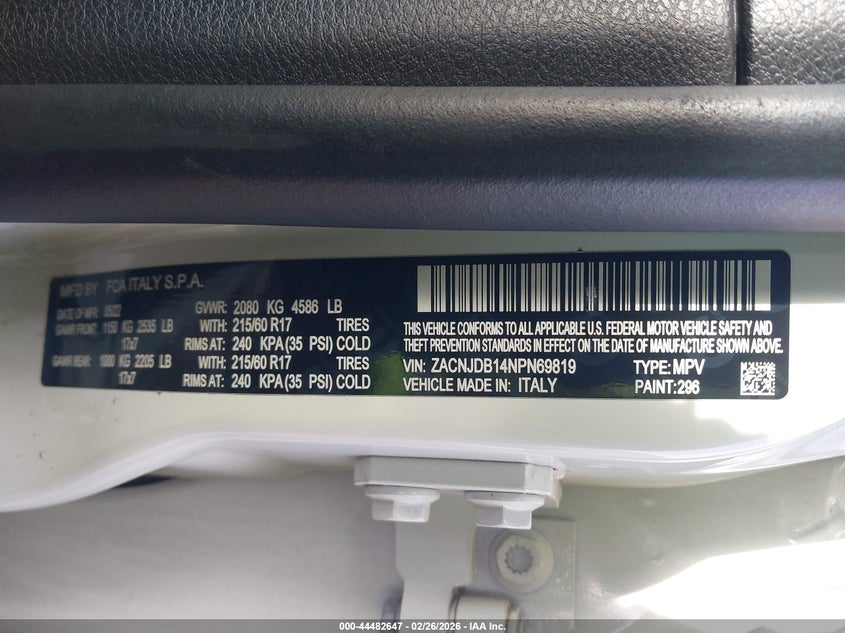 MFD BY FCA ITALY S.P.A.
DATE OF MFR. 05/22 GVWR: 2080 KG 4586 LB
GAWR FRONT: 1150 KG 2535 LB WITH: 215/60 R17 TIRES
17x7 RIMS AT: 240 KPA (35 PSI) COLD
GAWR REAR: 1000 KG 2205 LB WITH: 215/60 R17 TIRES
17x7 RIMS AT: 240 KPA (35 PSI) COLD
THIS VEHICLE CONFORMS TO ALL APPLICABLE U.S. FEDERAL MOTOR VEHICLE SAFETY AND
THEFT PREVENTION STANDARDS IN EFFECT ON THE DATE OF MANUFACTURE SHOWN ABOVE.
VIN: ZACNJDB14NPN69819 TYPE: MPV
VEHICLE MADE IN: ITALY PAINT: 296
000-44482647 - 02/26/2026 - IAA Inc.